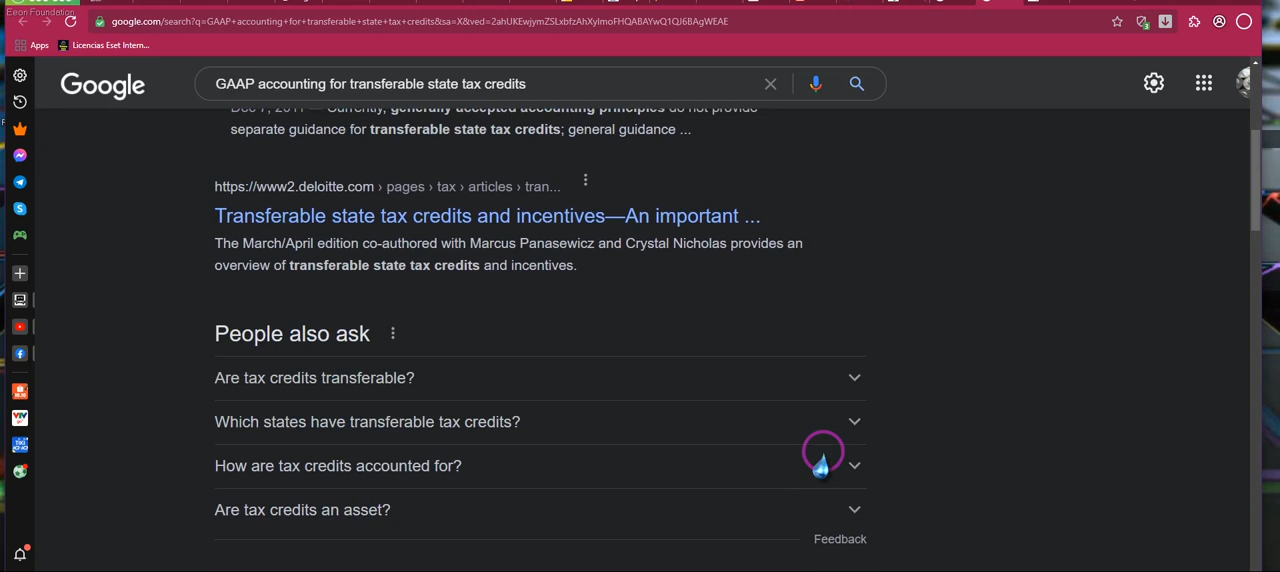 Eeon Foundation
google.com/search?q=GAAP+accounting+for+transferable+state+tax+credits&sa=X&ved=2ahUKEwjymZSLxbfzAhXylmoFHQABAYwQ1QJ6BAgWEAE
Apps Licencias Eset Intern...
Google GAAP accounting for transferable state tax credits
Dec 7, 2011 — Currently, generally accepted accounting principles do not provide
separate guidance for transferable state tax credits; general guidance ...
https://www2.deloitte.com › pages › tax › articles › tran...
Transferable state tax credits and incentives—An important ...
The March/April edition co-authored with Marcus Panasewicz and Crystal Nicholas provides an
overview of transferable state tax credits and incentives.
People also ask
Are tax credits transferable?
Which states have transferable tax credits?
How are tax credits accounted for?
Are tax credits an asset?
Feedback